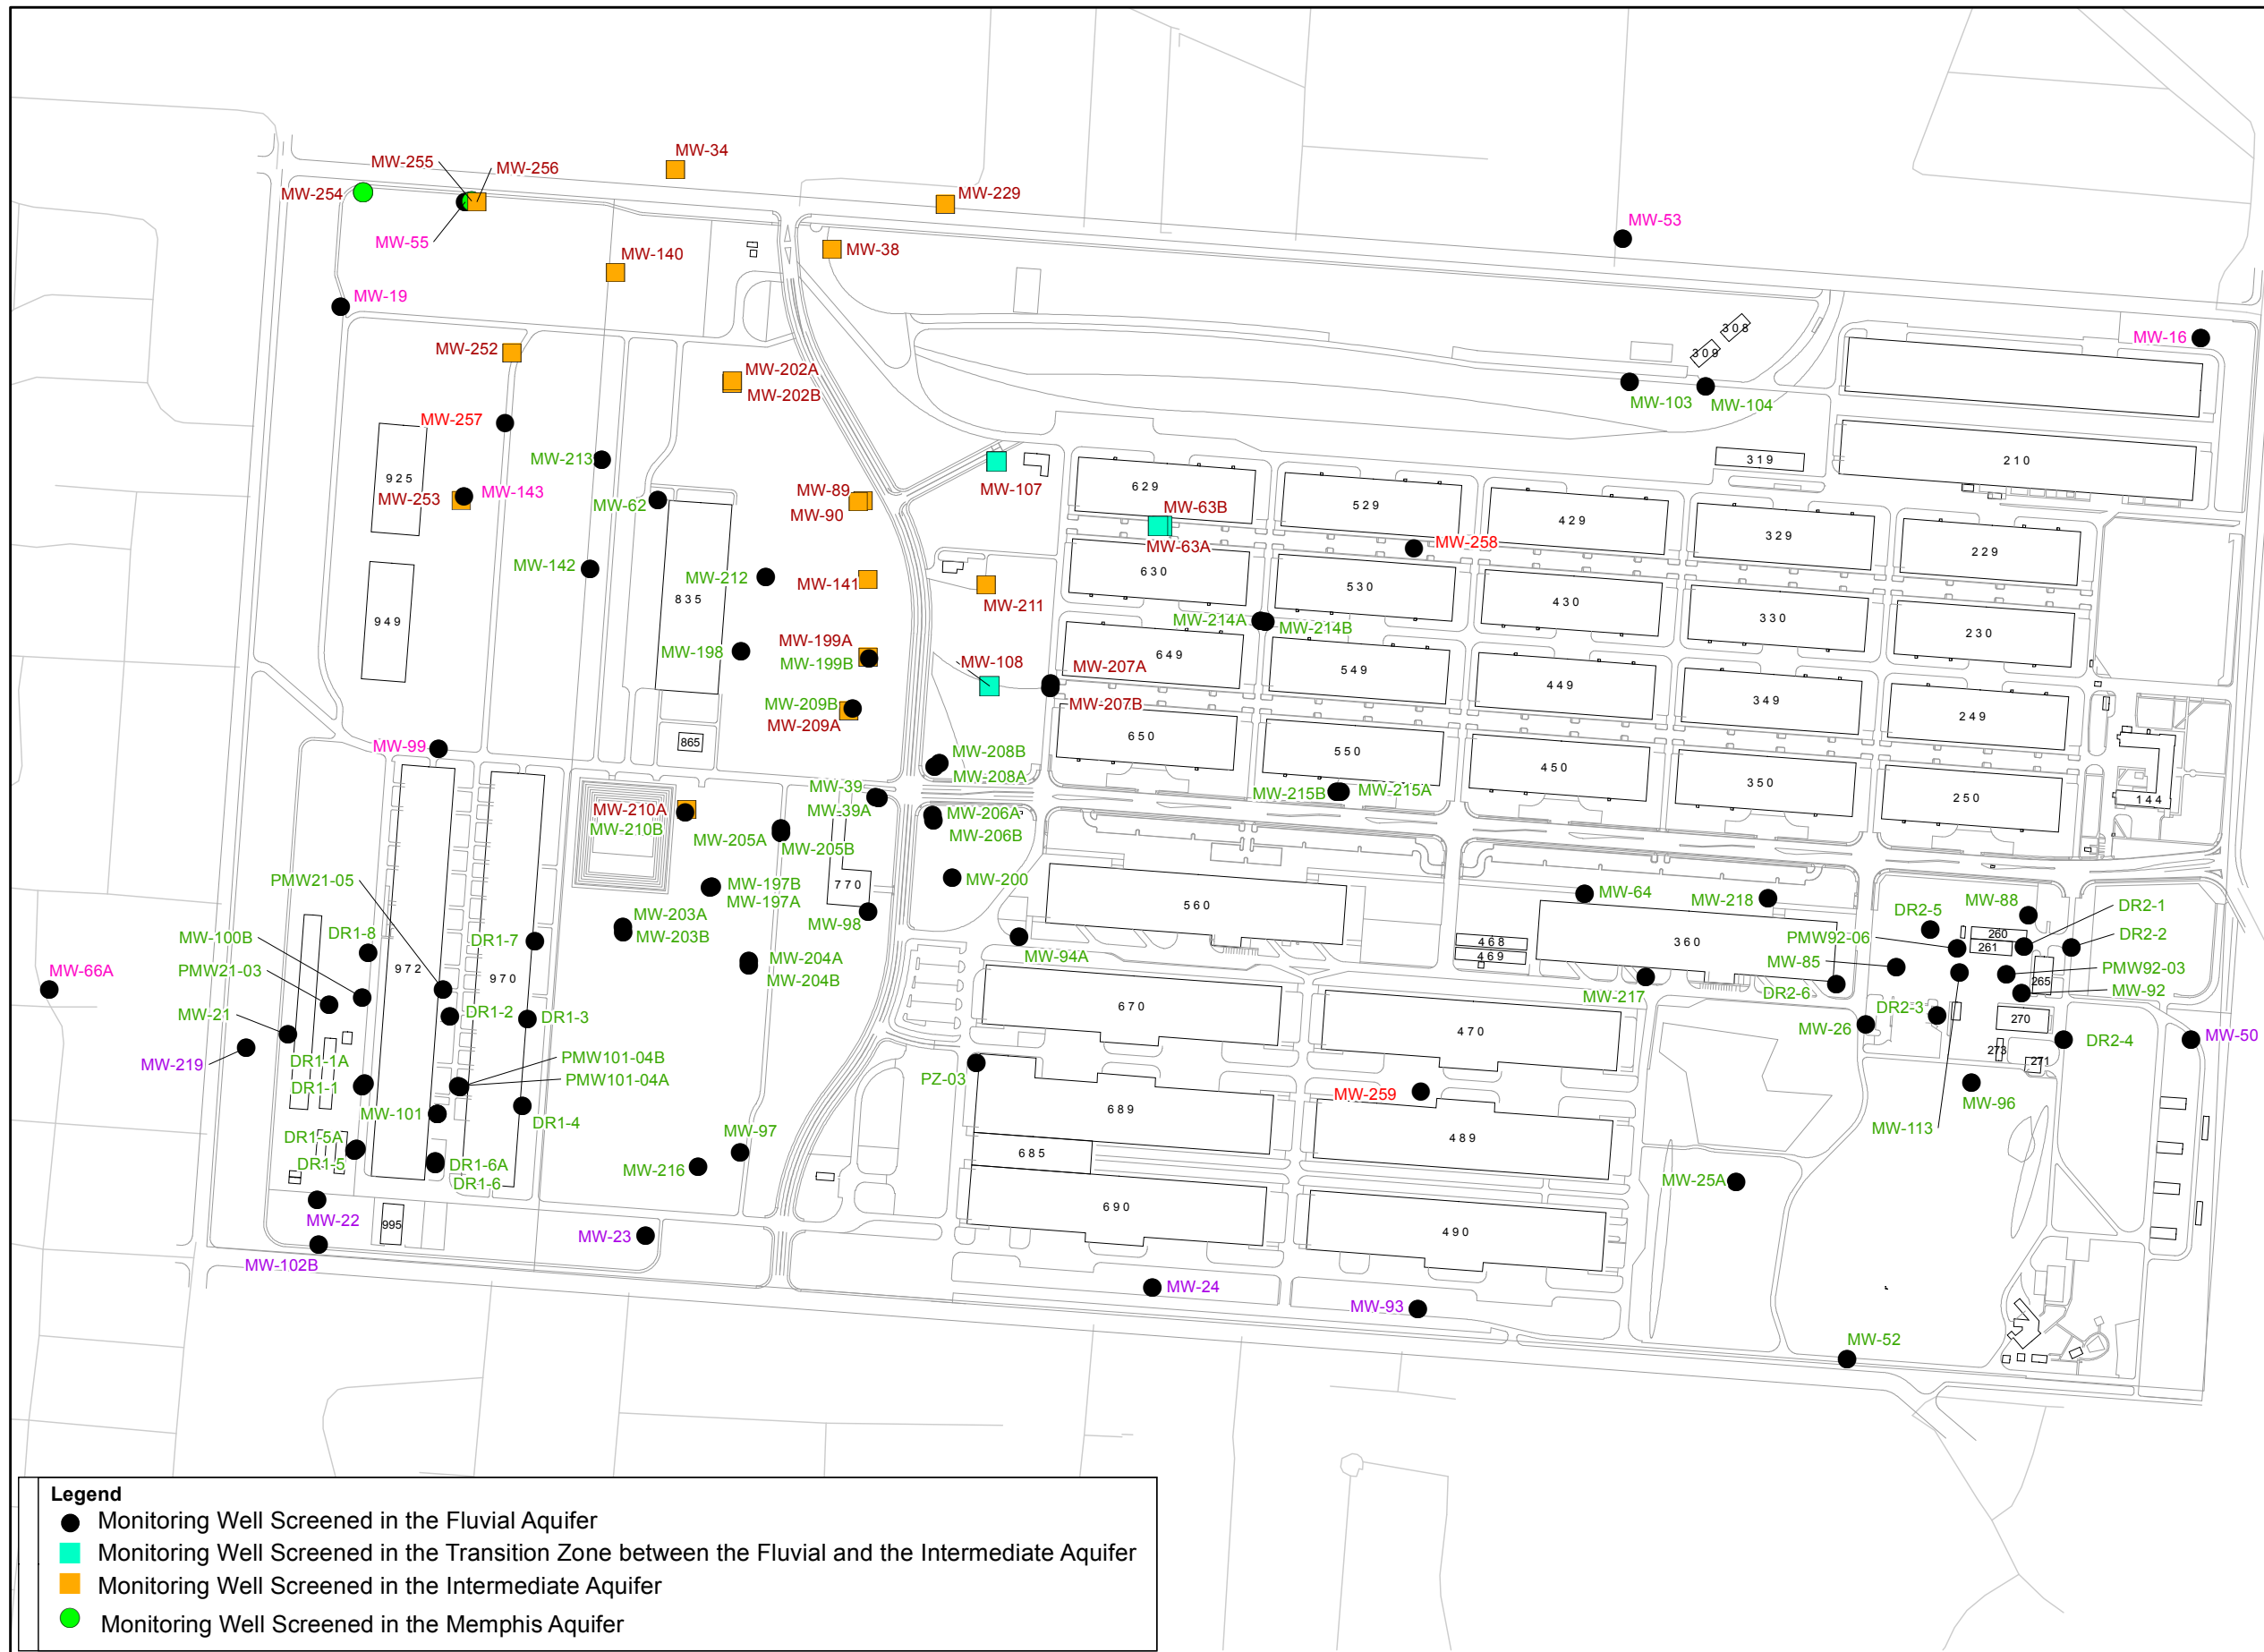 MW-34
MW-255
MW-256
MW-254
MW-229
MW-53
MW-55
MW-38
MW-140
MW-19
MW-16
308
309
MW-252
MW-202A
MW-202B
MW-103
MW-104
MW-257
MW-213
319
210
925
MW-253
MW-143
MW-62
MW-89
MW-90
MW-107
629
MW-63B
MW-63A
529
429
329
229
MW-258
MW-142
MW-212
MW-141
MW-211
630
530
430
330
230
835
949
MW-214A
MW-214B
MW-198
MW-199A
MW-199B
MW-108
649
549
449
349
249
MW-207A
MW-207B
MW-209B
MW-209A
650
550
450
350
250
144
MW-99
865
MW-208B
MW-208A
MW-39
MW-39A
MW-215B
MW-215A
MW-210A
MW-210B
MW-205A
MW-205B
MW-206A
MW-206B
PMW21-05
MW-197B
MW-197A
770
MW-200
MW-98
560
MW-64
MW-218
MW-88
DR2-1
DR2-5
260
261
DR2-2
MW-203A
MW-203B
MW-100B
DR1-8
DR1-7
PMW21-03
972
970
MW-204A
MW-204B
MW-94A
468
469
360
PMW92-06
MW-85
PMW92-03
265
MW-92
MW-66A
MW-217
DR2-6
DR2-3
MW-21
DR1-2
DR1-3
670
470
MW-26
270
273
271
DR2-4
MW-50
MW-219
DR1-1A
DR1-1
PMW101-04B
PMW101-04A
PZ-03
MW-259
MW-96
MW-101
DR1-4
689
489
MW-113
DR1-5A
DR1-5
DR1-6A
DR1-6
MW-97
MW-216
685
MW-25A
690
490
MW-22
995
MW-23
MW-102B
MW-24
MW-93
MW-52
Legend
Monitoring Well Screened in the Fluvial Aquifer
Monitoring Well Screened in the Transition Zone between the Fluvial and the Intermediate Aquifer
Monitoring Well Screened in the Intermediate Aquifer
Monitoring Well Screened in the Memphis Aquifer